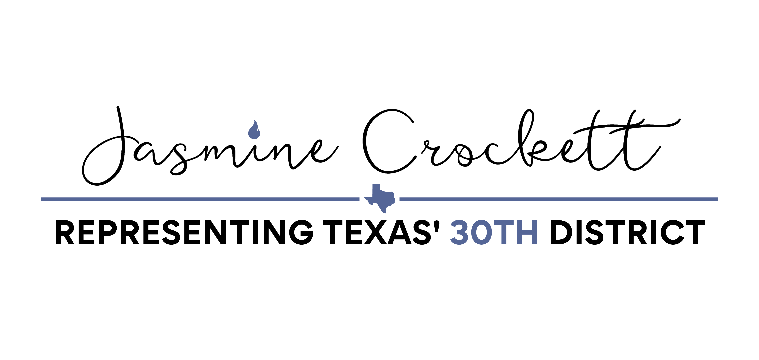 Jasmine Crockett
REPRESENTING TEXAS' 30TH DISTRICT